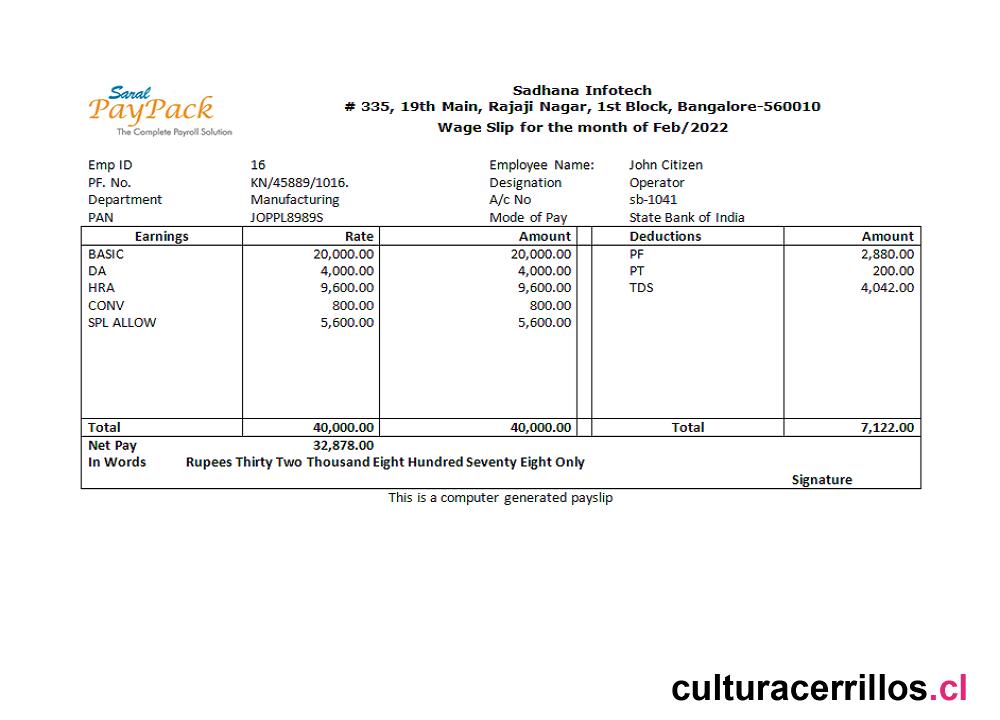 Saral
PayPack
The Complete Payroll Solution
Sadhana Infotech
# 335, 19th Main, Rajaji Nagar, 1st Block, Bangalore-560010
Wage Slip for the month of Feb/2022
Emp ID 16 Employee Name: John Citizen
PF. No. KN/45889/1016. Designation Operator
Department Manufacturing A/c No sb-1041
PAN JOPPL8989S Mode of Pay State Bank of India
Earnings Rate Amount Deductions Amount
BASIC 20,000.00 20,000.00 PF 2,880.00
DA 4,000.00 4,000.00 PT 200.00
HRA 9,600.00 9,600.00 TDS 4,042.00
CONV 800.00 800.00
SPL ALLOW 5,600.00 5,600.00
Total 40,000.00 40,000.00 Total 7,122.00
Net Pay 32,878.00
In Words Rupees Thirty Two Thousand Eight Hundred Seventy Eight Only
Signature
This is a computer generated payslip
culturacerrillos.cl